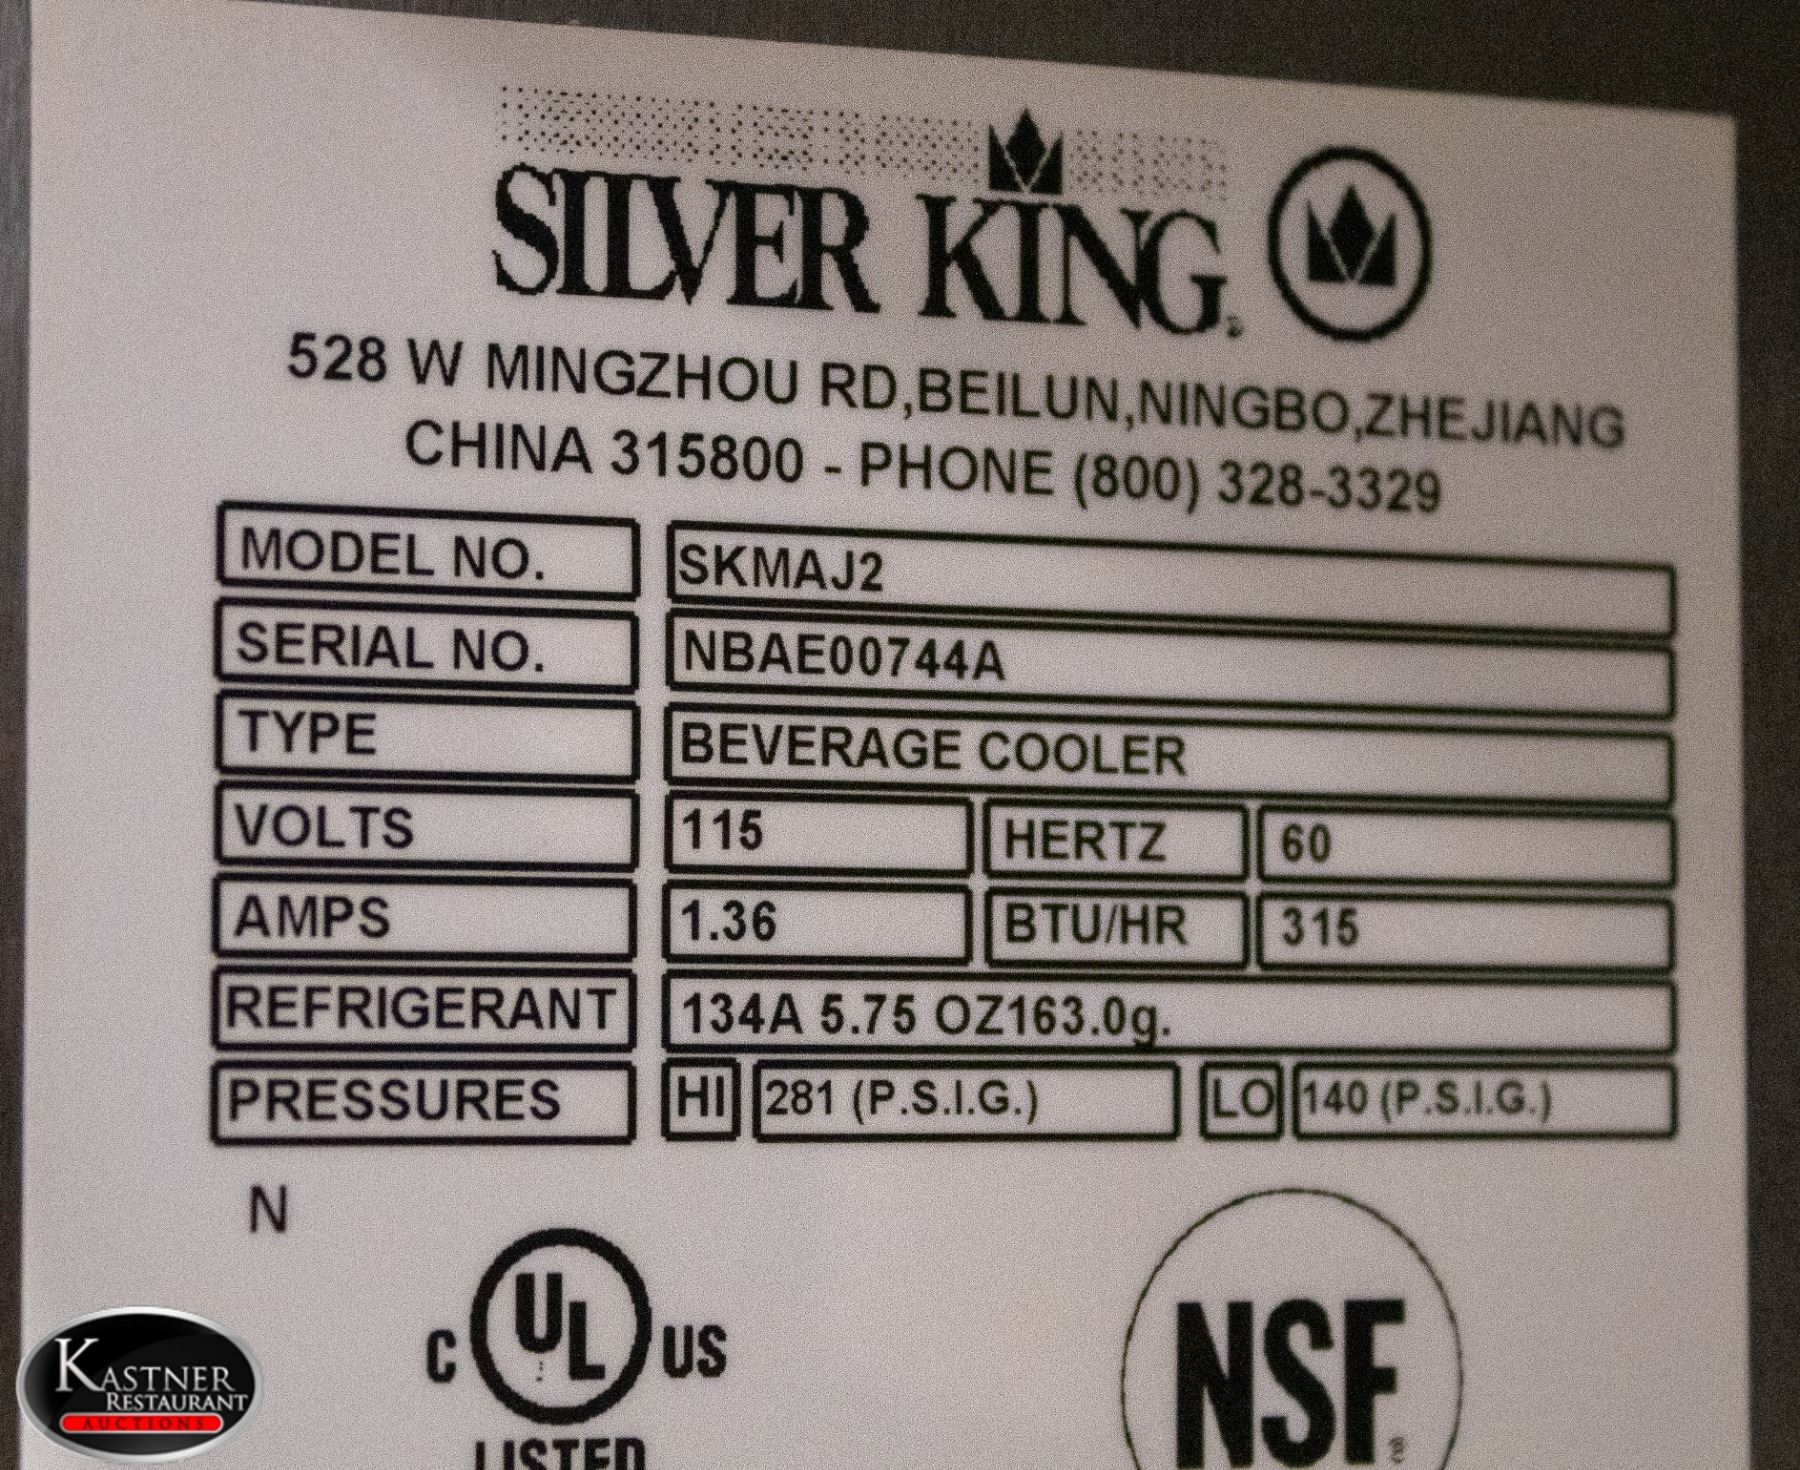 SILVER KING®
528 W MINGZHOU RD,BEILUN,NINGBO,ZHEJIANG
CHINA 315800 - PHONE (800) 328-3329
MODEL NO. SKMAJ2
SERIAL NO. NBAE00744A
TYPE BEVERAGE COOLER
VOLTS 115 HERTZ 60
AMPS 1.36 BTU/HR 315
REFRIGERANT 134A 5.75 OZ163.0g.
PRESSURES HI 281 (P.S.I.G.) LO 140 (P.S.I.G.)
N
C UL US
LISTED
NSF®
KASTNER
RESTAURANT
AUCTIONS